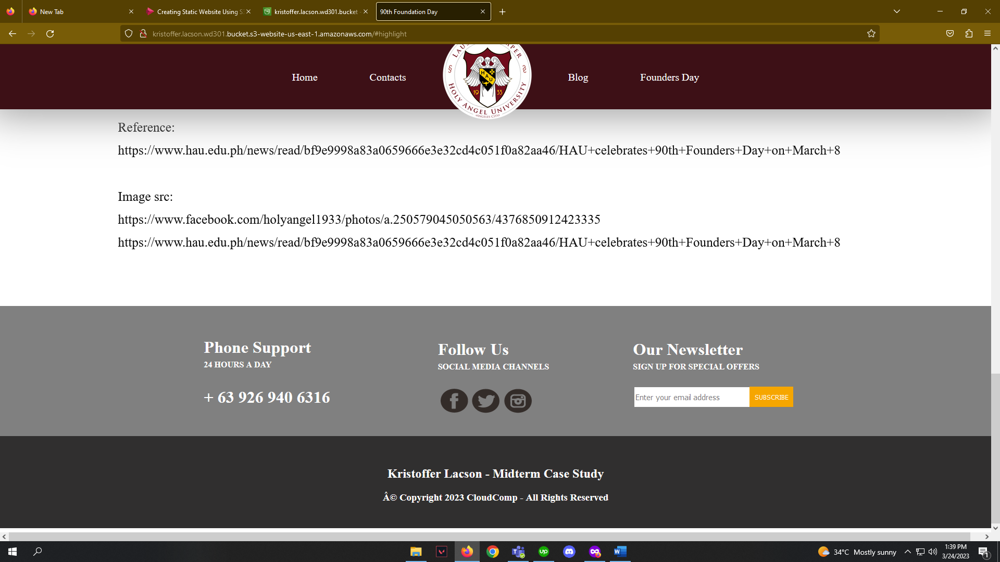 New Tab
Creating Static Website Using S
kristoffer.lacson.wd301.bucket
90th Foundation Day
kristoffer.lacson.wd301.bucket.s3-website-us-east-1.amazonaws.com/#highlight
Home
Contacts
HOLY ANGEL UNIVERSITY
HAU
19 33
ANGELES CITY
Blog
Founders Day
Reference:
https://www.hau.edu.ph/news/read/bf9e9998a83a0659666e3e32cd4c051f0a82aa46/HAU+celebrates+90th+Founders+Day+on+March+8
Image src:
https://www.facebook.com/holyangel1933/photos/a.250579045050563/4376850912423335
https://www.hau.edu.ph/news/read/bf9e9998a83a0659666e3e32cd4c051f0a82aa46/HAU+celebrates+90th+Founders+Day+on+March+8
Phone Support
24 HOURS A DAY
+ 63 926 940 6316
Follow Us
SOCIAL MEDIA CHANNELS
Our Newsletter
SIGN UP FOR SPECIAL OFFERS
Enter your email address
SUBSCRIBE
Kristoffer Lacson - Midterm Case Study
Â© Copyright 2023 CloudComp - All Rights Reserved
34°C Mostly sunny
1:39 PM
3/24/2023
1